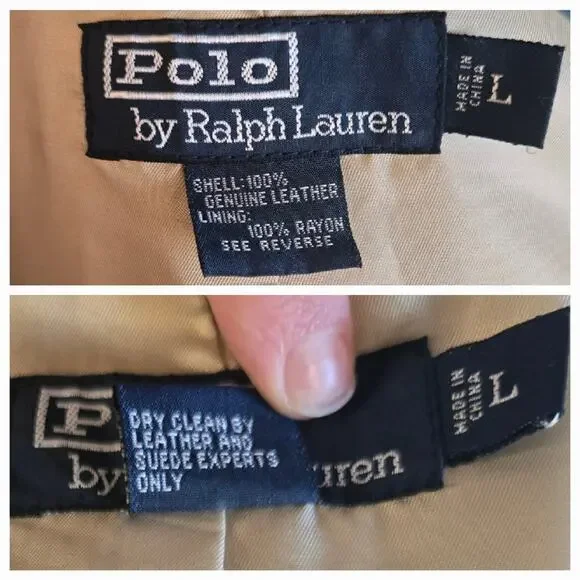 Polo
by Ralph Lauren
MADE IN
CHINA
L
SHELL:100%
GENUINE LEATHER
LINING:
100% RAYON
SEE REVERSE
P
by
uren
DRY CLEAN BY
LEATHER AND
SUEDE EXPERTS
ONLY
MADE IN
CHINA
L